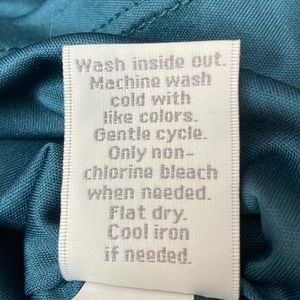 Wash inside out.
Machine wash
cold with
like colors.
Gentle cycle.
Only non-
chlorine bleach
when needed.
Flat dry.
Cool iron
if needed.